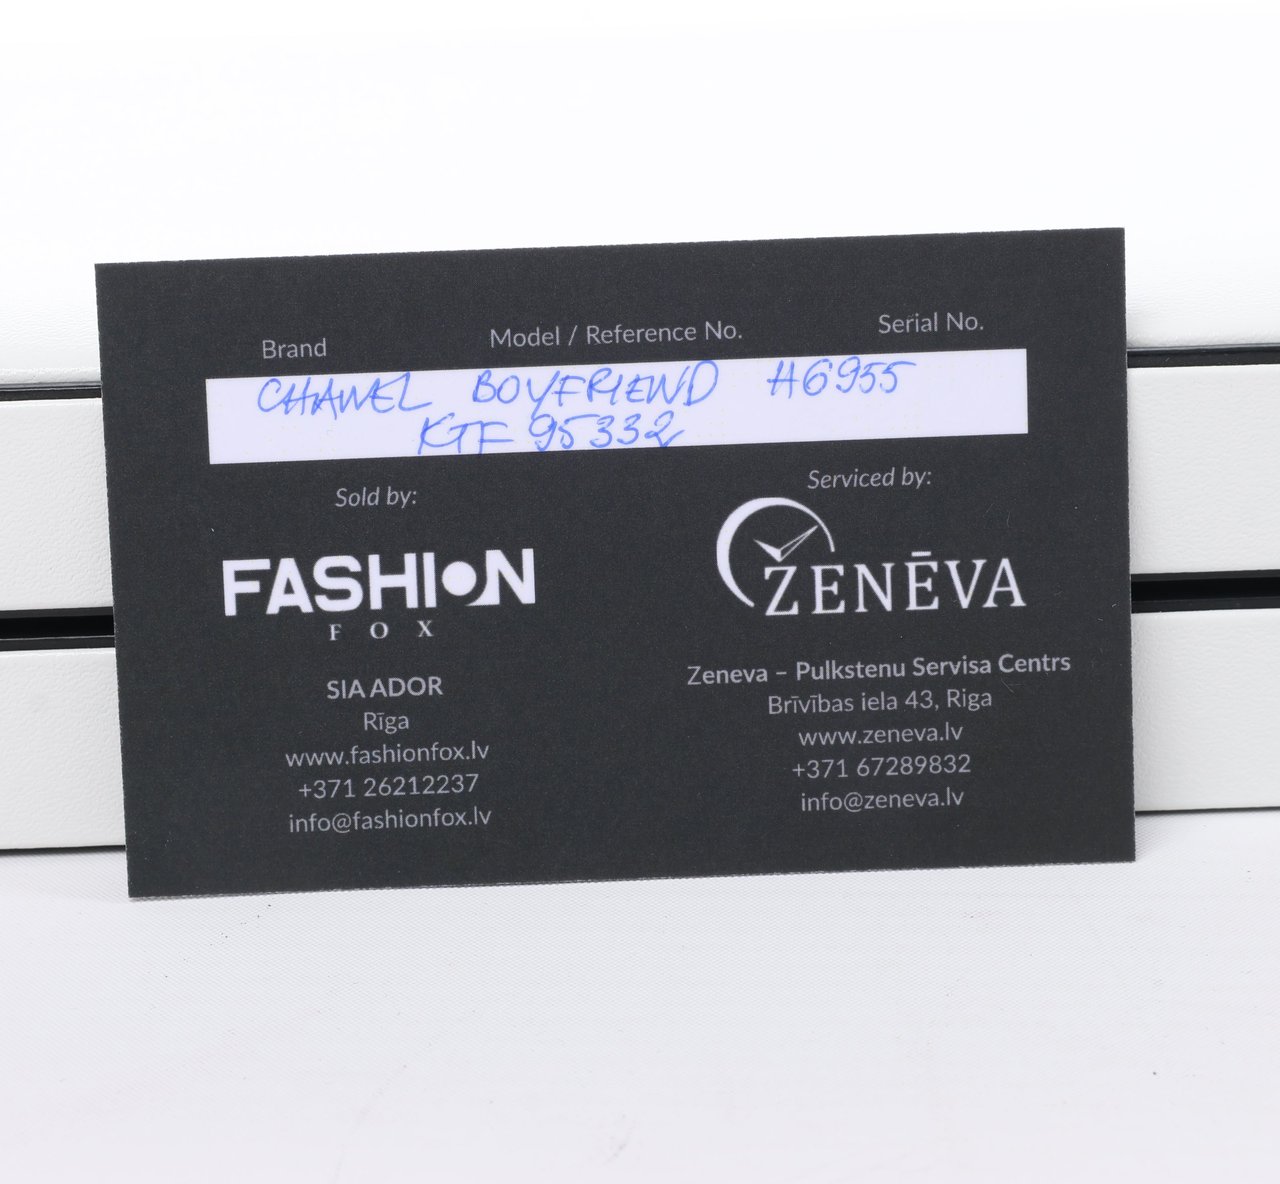 Brand Model / Reference No. Serial No.
CHANEL BOYFRIEND H6955
KTF 95332
Sold by:
FASHION
FOX
SIA ADOR
Rīga
www.fashionfox.lv
+371 26212237
info@fashionfox.lv
Serviced by:
ZENĒVA
Zeneva – Pulkstenu Servisa Centrs
Brīvības iela 43, Riga
www.zeneva.lv
+371 67289832
info@zeneva.lv